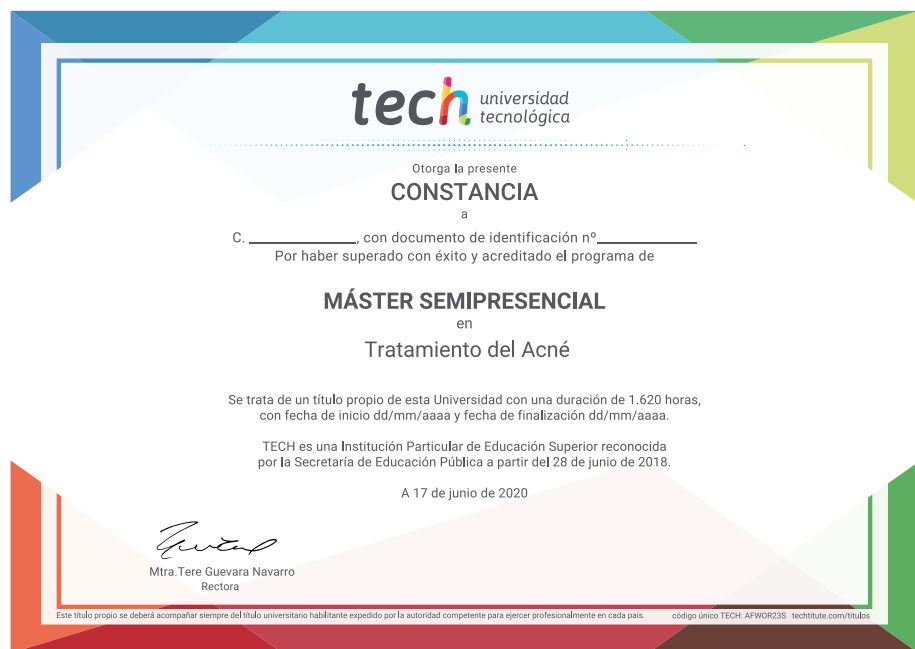 tech universidad
tecnológica
Otorga la presente
CONSTANCIA
a
C. ____________, con documento de identificación nº____________
Por haber superado con éxito y acreditado el programa de
MÁSTER SEMIPRESENCIAL
en
Tratamiento del Acné
Se trata de un título propio de esta Universidad con una duración de 1.620 horas,
con fecha de inicio dd/mm/aaaa y fecha de finalización dd/mm/aaaa.
TECH es una Institución Particular de Educación Superior reconocida
por la Secretaría de Educación Pública a partir del 28 de junio de 2018.
A 17 de junio de 2020
Mtra.Tere Guevara Navarro
Rectora
Este título propio se deberá acompañar siempre del título universitario habilitante expedido por la autoridad competente para ejercer profesionalmente en cada país. código único TECH: AFWOR23S techtitute.com/titulos